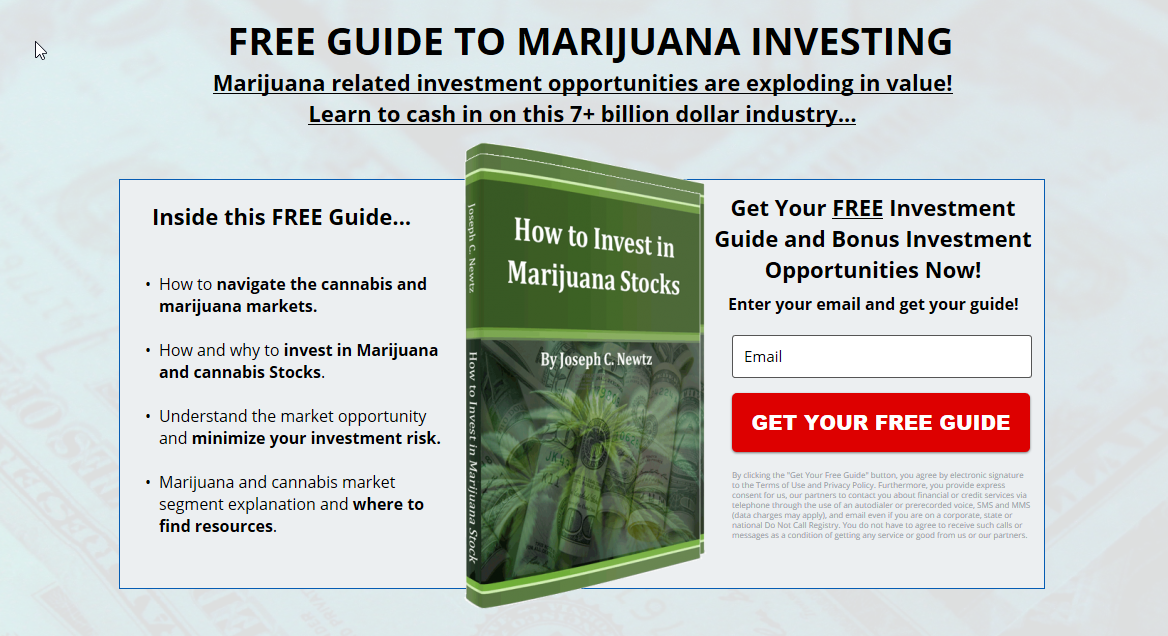 FREE GUIDE TO MARIJUANA INVESTING
Marijuana related investment opportunities are exploding in value!
Learn to cash in on this 7+ billion dollar industry...
Inside this FREE Guide...
• How to navigate the cannabis and
marijuana markets.
• How and why to invest in Marijuana
and cannabis Stocks.
• Understand the market opportunity
and minimize your investment risk.
• Marijuana and cannabis market
segment explanation and where to
find resources.
Joseph C. Newtz
How to Invest in Marijuana Stock
How to Invest in
Marijuana Stocks
By Joseph C. Newtz
Get Your FREE Investment
Guide and Bonus Investment
Opportunities Now!
Enter your email and get your guide!
Email
GET YOUR FREE GUIDE
By clicking the "Get Your Free Guide" button, you agree by electronic signature
to the Terms of Use and Privacy Policy. Furthermore, you provide express
consent for us, our partners to contact you about financial or credit services via
telephone through the use of an autodialer or prerecorded voice, SMS and MMS
(data charges may apply), and email even if you are on a corporate, state or
national Do Not Call Registry. You do not have to agree to receive such calls or
messages as a condition of getting any service or good from us or our partners.